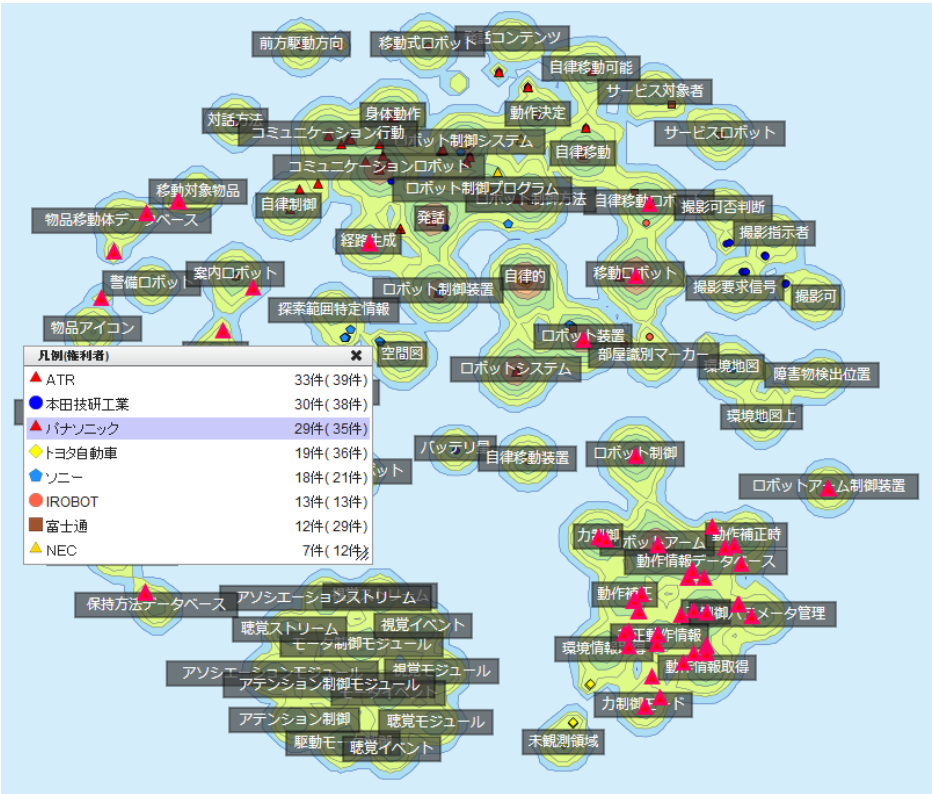 前方駆動方向
移動式ロボット
話コンテンツ
自律移動可能
サービス対象者
対話方法
身体動作
動作決定
コミュニケーション行動
ロボット制御システム
サービスロボット
自律移動
コミュニケーションロボット
移動対象物品
ロボット制御プログラム
自律制御
ロボット制御方法
自律移動ロボ
撮影可否判断
物品移動体データベース
発話
経路生成
撮影指示者
警備ロボット
案内ロボット
自律的
移動ロボット
ロボット制御装置
撮影要求信号
撮影可
探索範囲特定情報
物品アイコン
ロボット装置
空間図
部屋識別マーカー
ロボットシステム
環境地図
障害物検出位置
環境地図上
凡例(権利者)
ATR 33件( 39件)
本田技研工業 30件( 38件)
パナソニック 29件( 35件)
トヨタ自動車 19件( 36件)
ソニー 18件( 21件)
IROBOT 13件( 13件)
富士通 12件( 29件)
NEC 7件( 12件)
バッテリ量
自律移動装置
ロボット制御
ボット
ロボットアーム制御装置
力制御
ボットアーム
動作補正時
動作情報データベース
保持方法データベース
アソシエーションストリーム
動作補正
制御パラメータ管理
聴覚ストリーム
視覚イベント
モータ制御モジュール
正動作情報
環境情報
動作情報取得
アソシエーションモジュール
視覚モジュール
アテンション制御モジュール
イベント
力制御モード
アテンション制御
聴覚モジュール
駆動モー
聴覚イベント
未観測領域